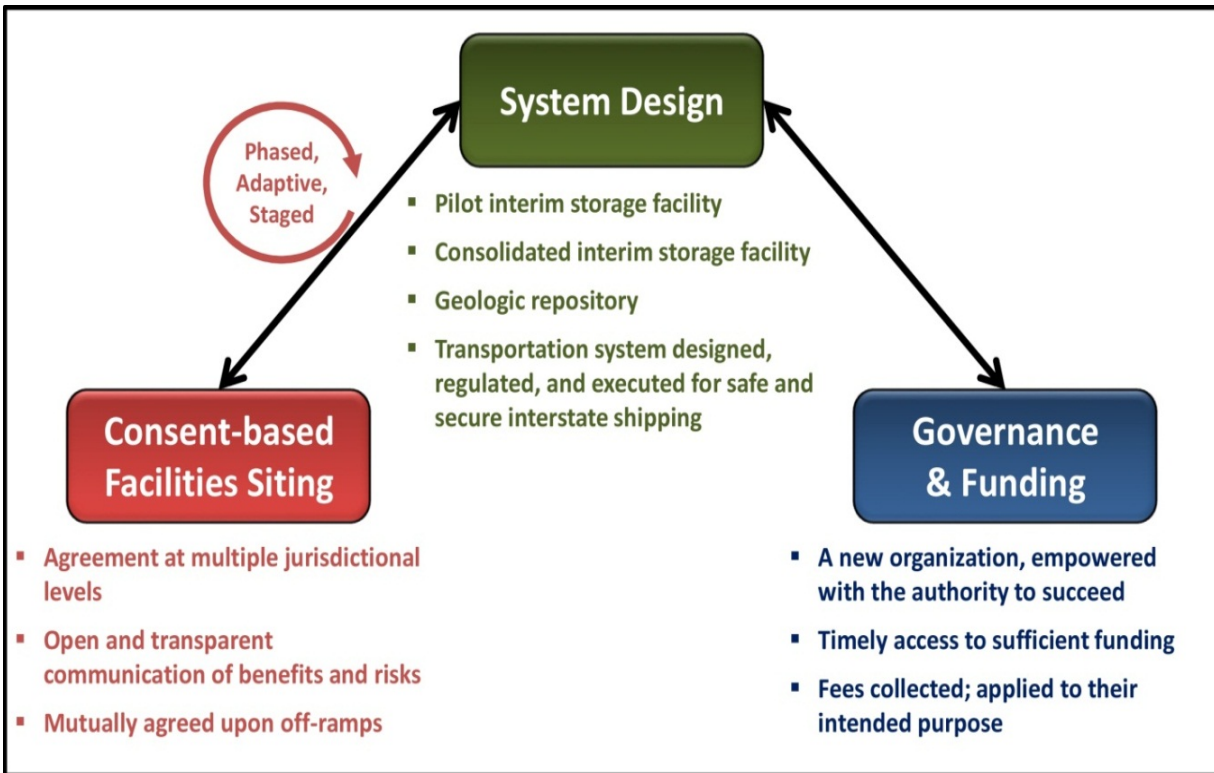 System Design
Phased,
Adaptive,
Staged
▪ Pilot interim storage facility
▪ Consolidated interim storage facility
▪ Geologic repository
▪ Transportation system designed,
regulated, and executed for safe and
secure interstate shipping
Consent-based
Facilities Siting
▪ Agreement at multiple jurisdictional
levels
▪ Open and transparent
communication of benefits and risks
▪ Mutually agreed upon off-ramps
Governance
& Funding
▪ A new organization, empowered
with the authority to succeed
▪ Timely access to sufficient funding
▪ Fees collected; applied to their
intended purpose